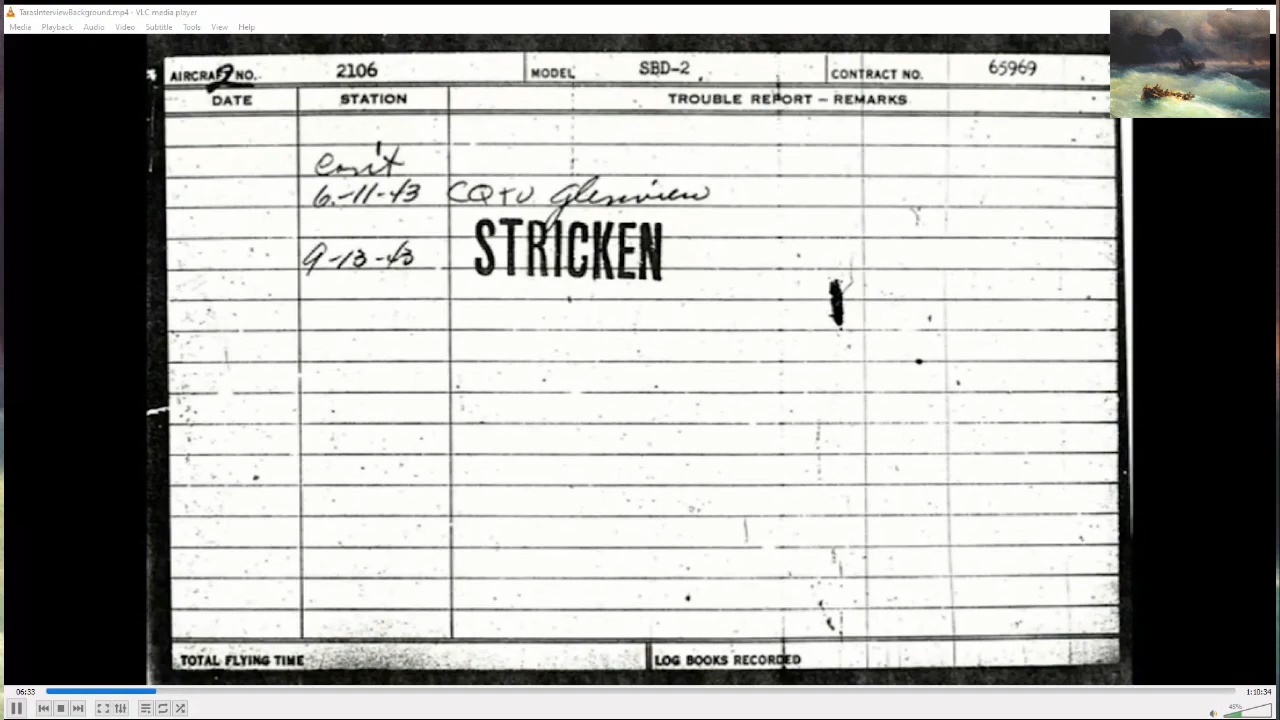 TarasInterviewBackground.mp4 - VLC media player
Media Playback Audio Video Subtitle Tools View Help
AIRCRAFT NO. 2106 MODEL SBD-2 CONTRACT NO. 65969
2
DATE STATION TROUBLE REPORT — REMARKS
Con't
6-11-43 CQTU Glenview
9-13-43 STRICKEN
TOTAL FLYING TIME LOG BOOKS RECORDED
06:33 1:10:34
45%